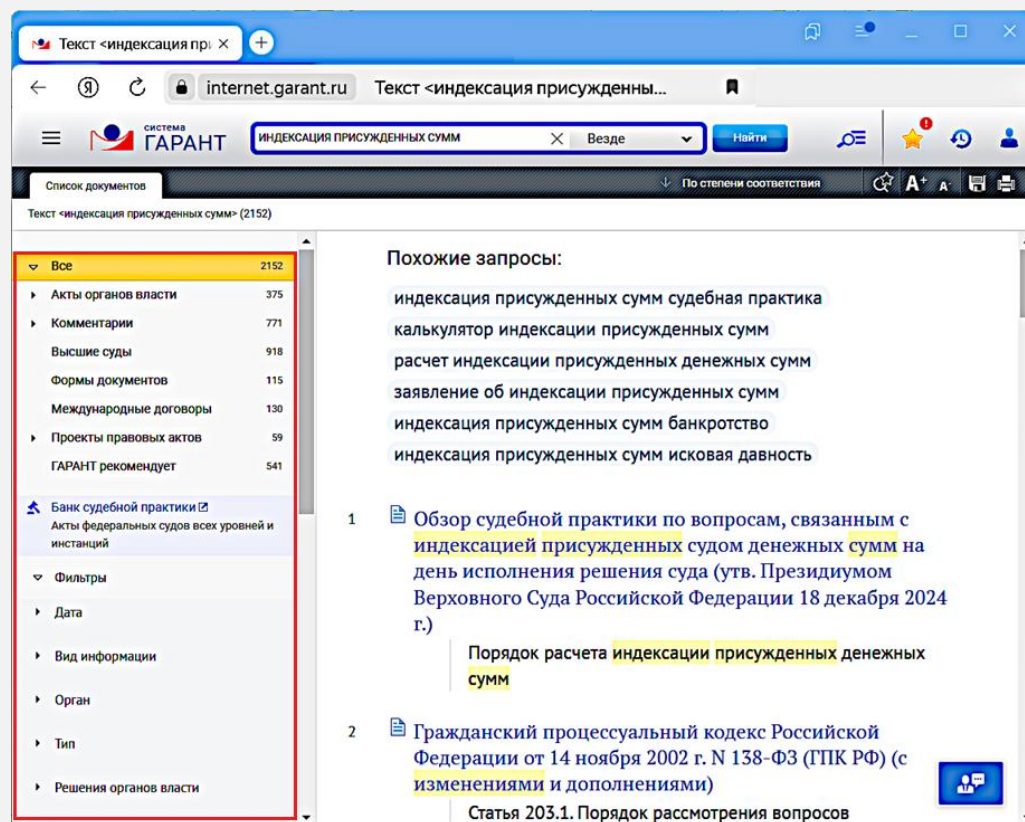 Текст <индексация при
internet.garant.ru Текст <индексация присужденны...
система
ГАРАНТ
ИНДЕКСАЦИЯ ПРИСУЖДЕННЫХ СУММ Везде Найти
Список документов По степени соответствия A+ A-
Текст <индексация присужденных сумм> (2152)
Все 2152
Акты органов власти 375
Комментарии 771
Высшие суды 918
Формы документов 115
Международные договоры 130
Проекты правовых актов 59
ГАРАНТ рекомендует 541
Банк судебной практики
Акты федеральных судов всех уровней и
инстанций
Фильтры
Дата
Вид информации
Орган
Тип
Решения органов власти
Похожие запросы:
индексация присужденных сумм судебная практика
калькулятор индексации присужденных сумм
расчет индексации присужденных денежных сумм
заявление об индексации присужденных сумм
индексация присужденных сумм банкротство
индексация присужденных сумм исковая давность
1 Обзор судебной практики по вопросам, связанным с
индексацией присужденных судом денежных сумм на
день исполнения решения суда (утв. Президиумом
Верховного Суда Российской Федерации 18 декабря 2024
г.)
Порядок расчета индексации присужденных денежных
сумм
2 Гражданский процессуальный кодекс Российской
Федерации от 14 ноября 2002 г. N 138-ФЗ (ГПК РФ) (с
изменениями и дополнениями)
Статья 203.1. Порядок рассмотрения вопросов